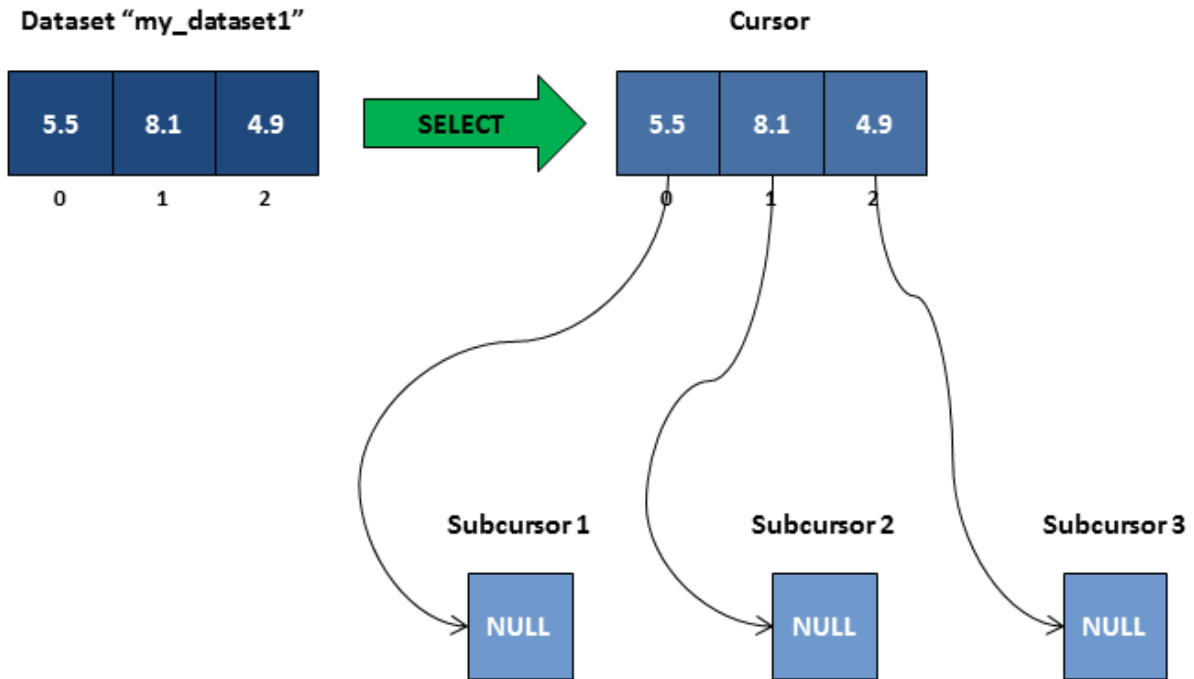 Dataset “my_dataset1”
Cursor
5.5 8.1 4.9
SELECT
5.5 8.1 4.9
0 1 2
0 1 2
Subcursor 1
Subcursor 2
Subcursor 3
NULL
NULL
NULL